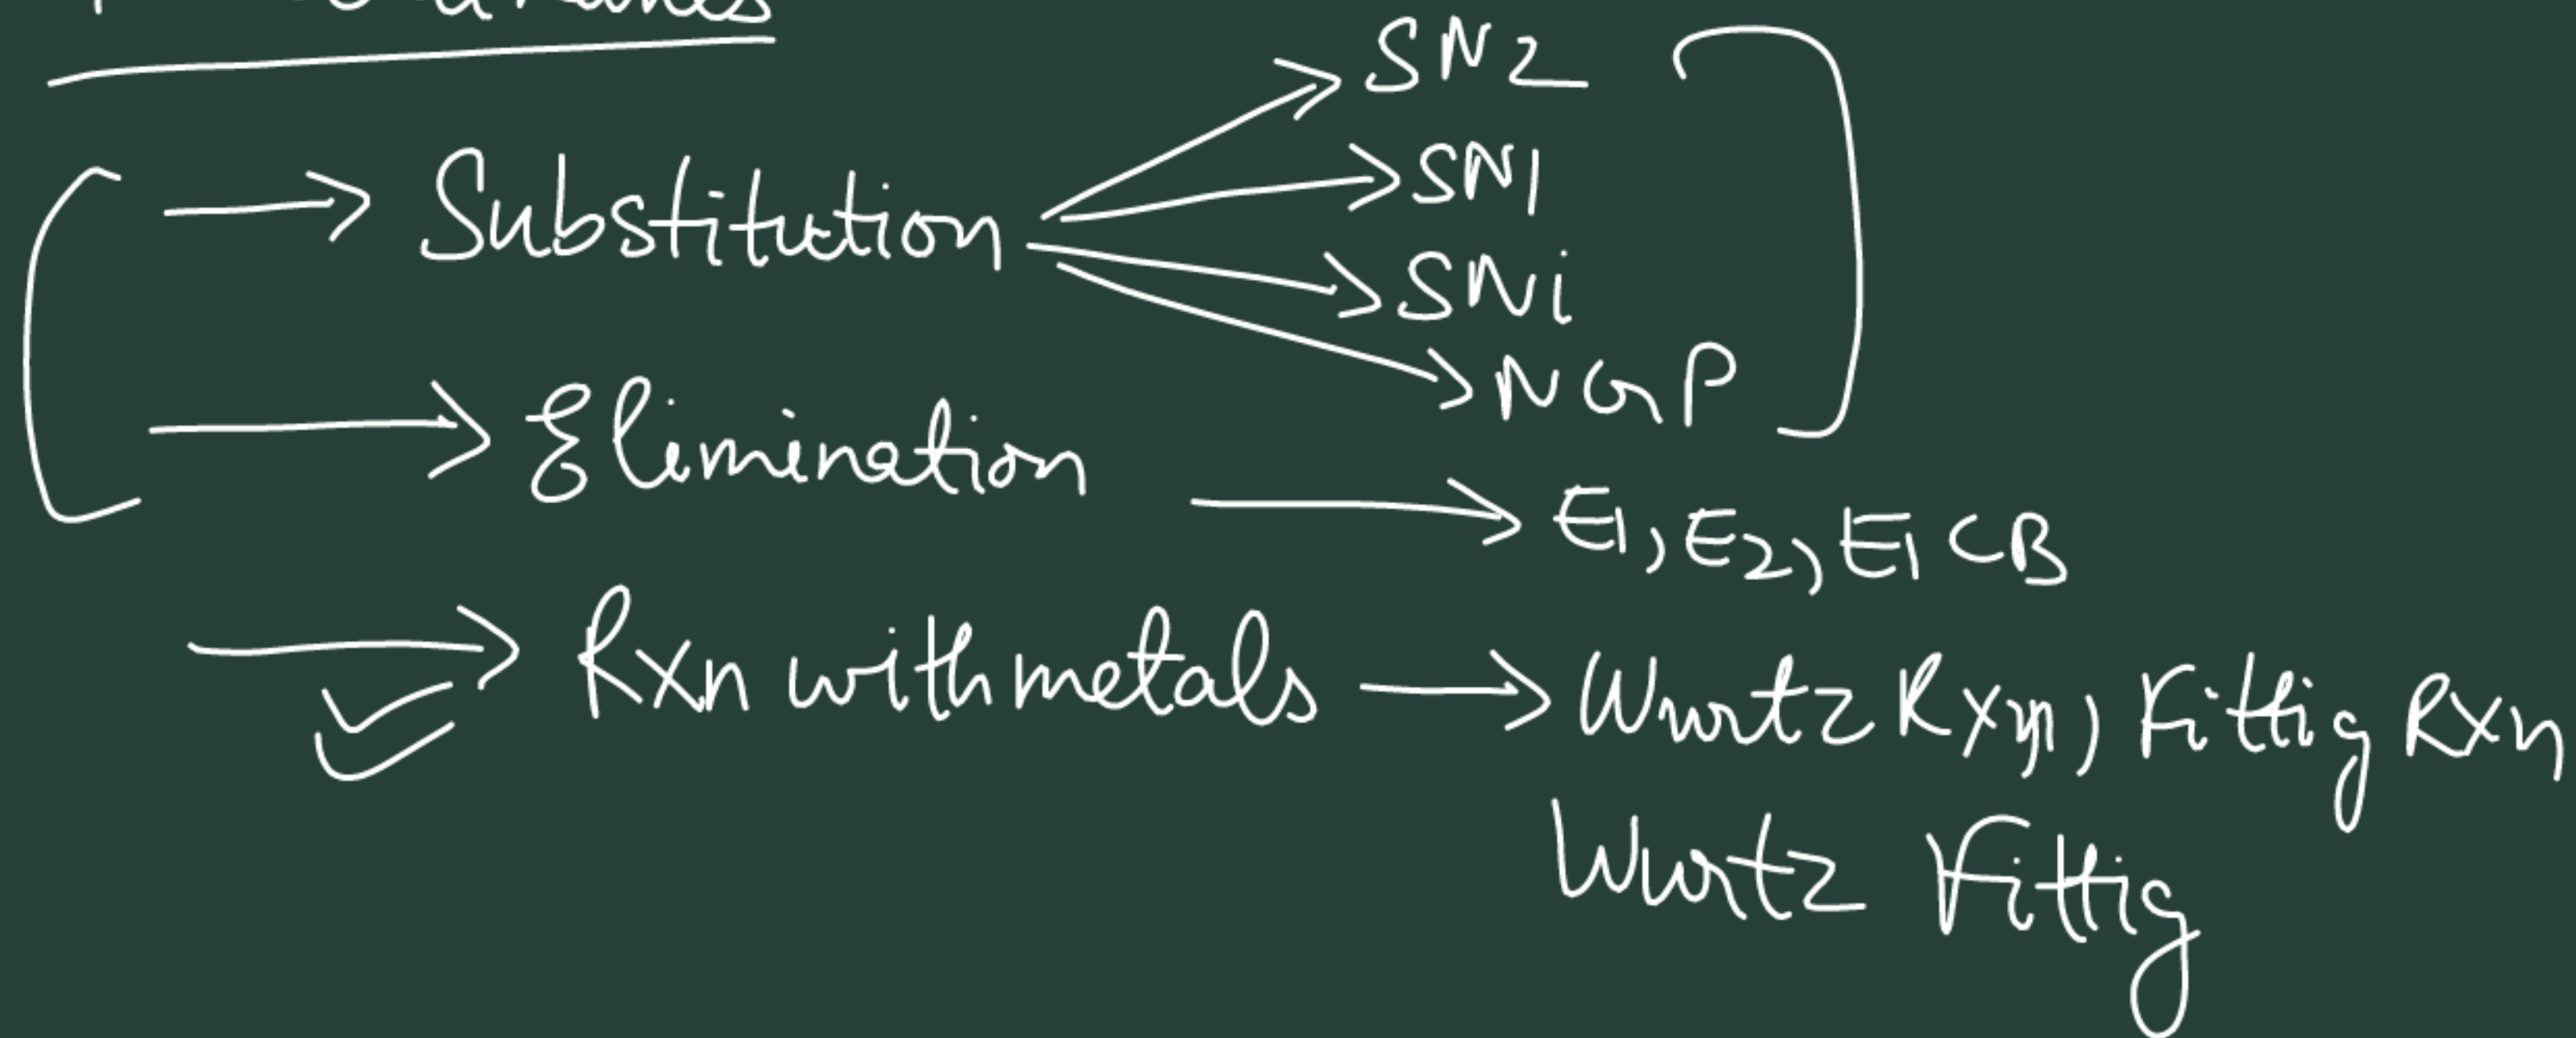 → Substitution → SN2
→ SN1
→ SNi
→ NGP
→ Elimination → E1, E2, E1CB
→ Rxn with metals → Wurtz Rxn, Fittig Rxn
Wurtz Fittig